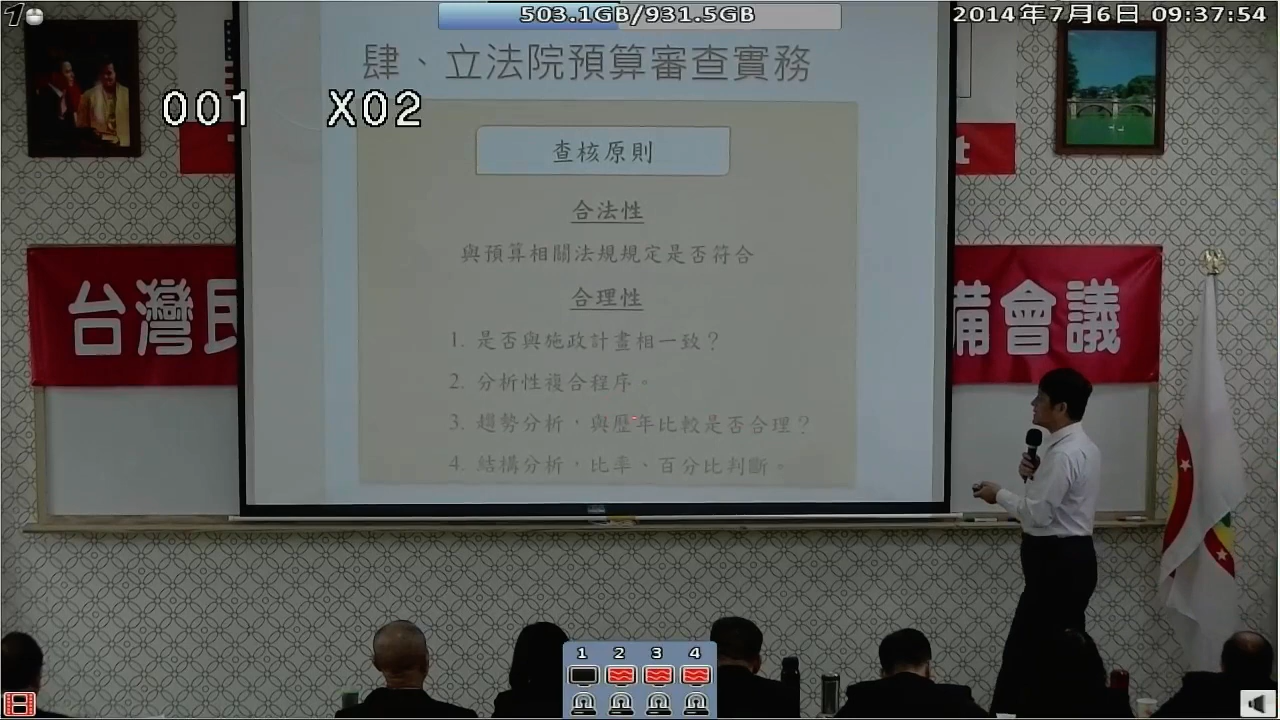 1
503.1GB/931.5GB
2014年7月6日 09:37:54
001 X02
肆、立法院預算審查實務
查核原則
合法性
與預算相關法規規定是否符合
合理性
1. 是否與施政計畫相一致？
2. 分析性複合程序。
3. 趨勢分析，與歷年比較是否合理？
4. 結構分析，比率、百分比判斷。
t
台灣民
備會議
1 2 3 4